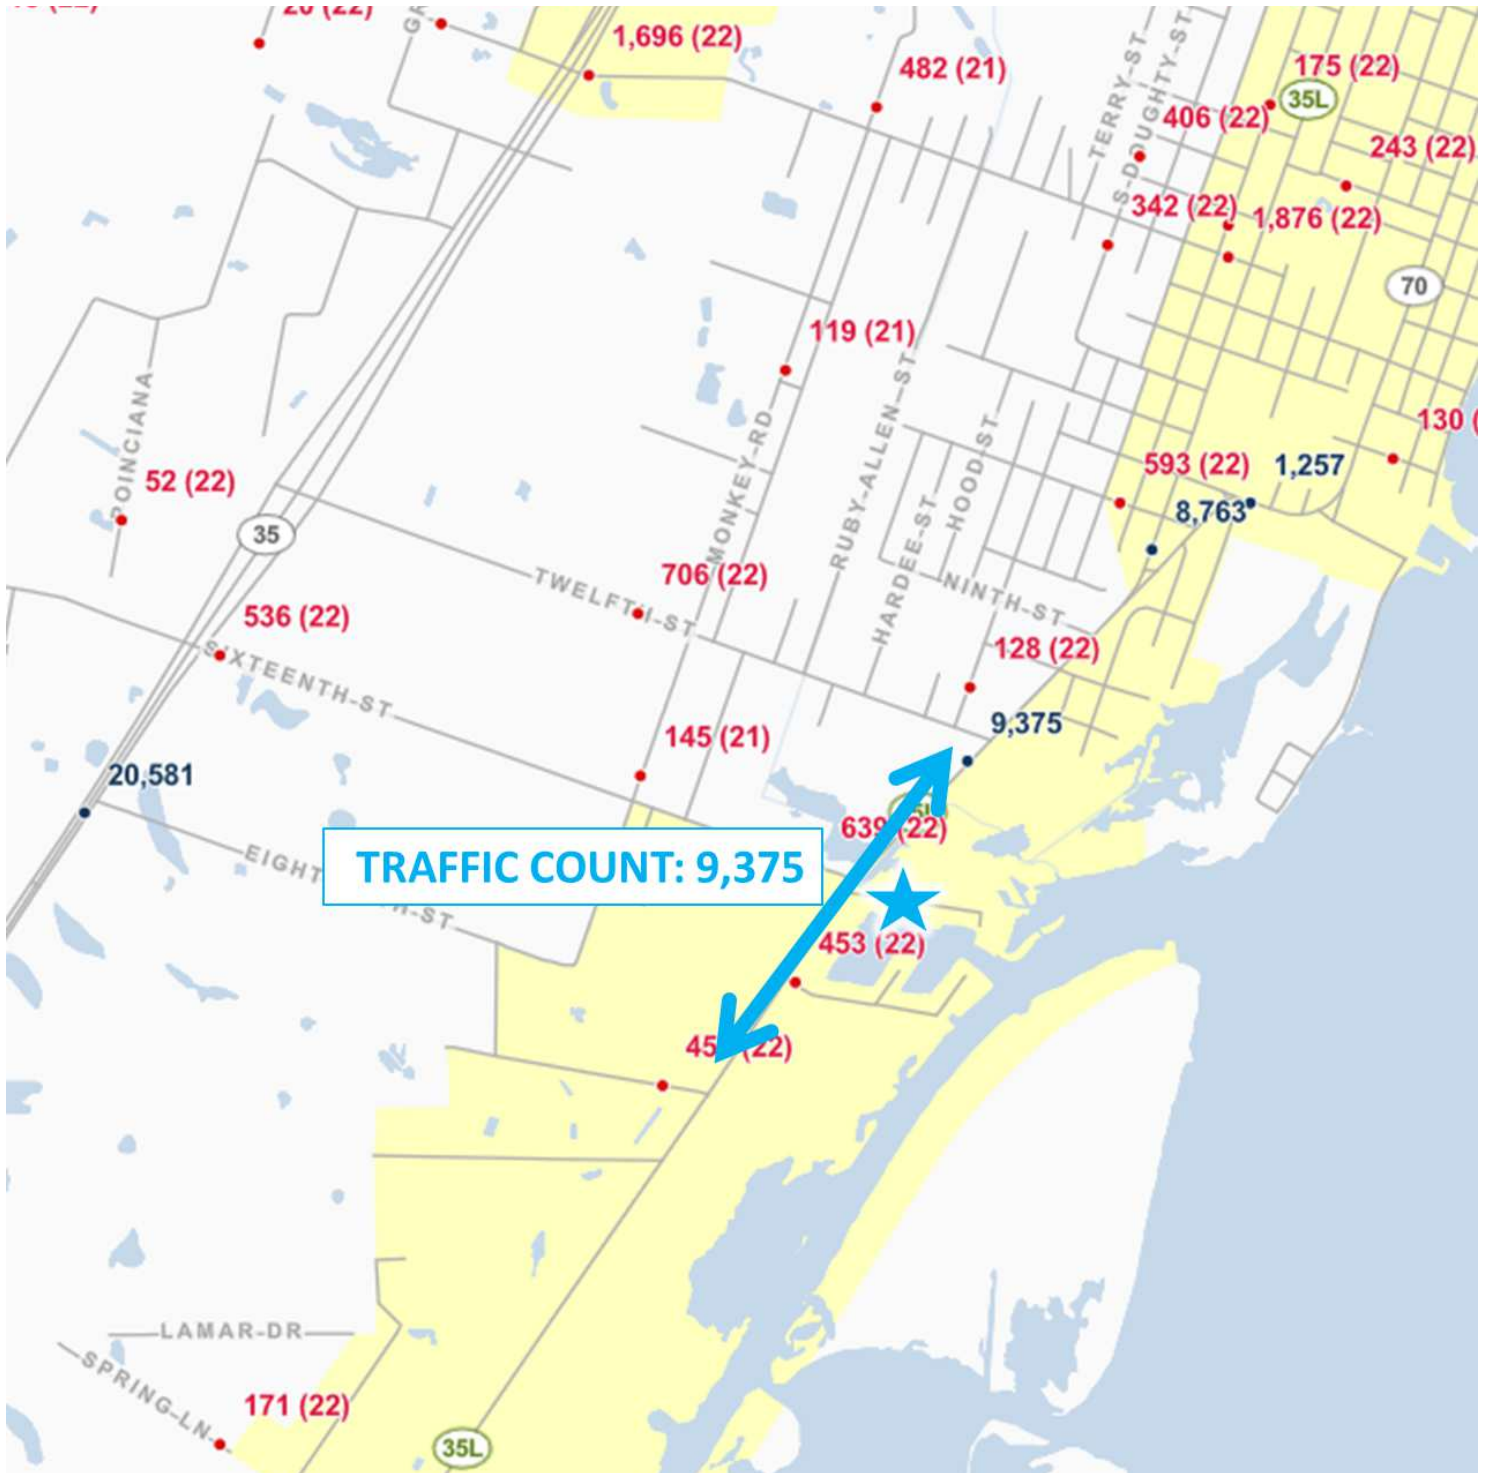 1,696 (22)
482 (21)
175 (22)
35L
406 (22)
TERRY-ST
S-DOUGHTY-ST
243 (22)
342 (22)
1,876 (22)
70
119 (21)
RUBY-ALLEN-ST
POINCIANA
MONKEY-RD
HOOD-ST
130 (
593 (22)
1,257
52 (22)
8,763
35
HARDEE-ST
706 (22)
TWELFTH-ST
NINTH-ST
536 (22)
SIXTEENTH-ST
128 (22)
9,375
145 (21)
20,581
639 (22)
TRAFFIC COUNT: 9,375
453 (22)
LAMAR-DR
SPRING-LN
171 (22)
35L